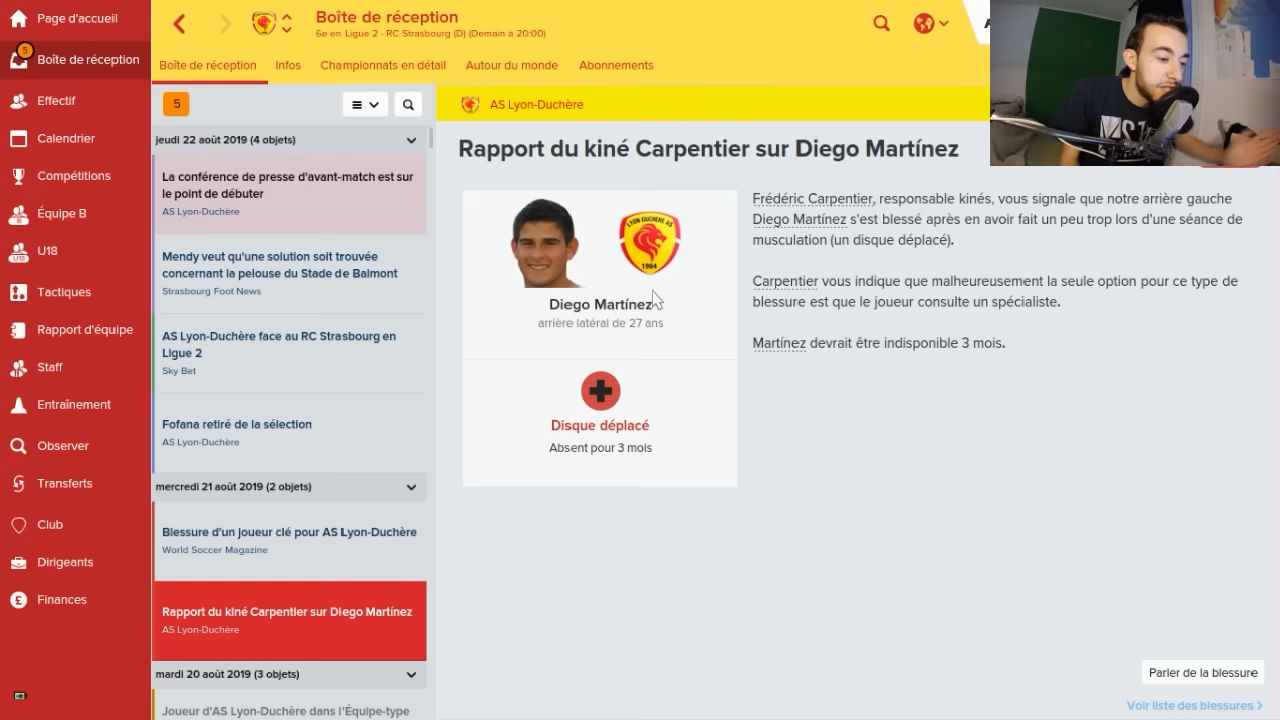 Page d'accueil
5
Boîte de réception
Effectif
Calendrier
Compétitions
Équipe B
U18
U18
Tactiques
Rapport d'équipe
Staff
Entraînement
Observer
Transferts
Club
Dirigeants
Finances
Boîte de réception
6e en Ligue 2 - RC Strasbourg (D) (Demain à 20:00)
Boîte de réception
Infos
Championnats en détail
Autour du monde
Abonnements
5
jeudi 22 août 2019 (4 objets)
La conférence de presse d'avant-match est sur
le point de débuter
AS Lyon-Duchère
Mendy veut qu'une solution soit trouvée
concernant la pelouse du Stade de Balmont
Strasbourg Foot News
AS Lyon-Duchère face au RC Strasbourg en
Ligue 2
Sky Bet
Fofana retiré de la sélection
AS Lyon-Duchère
mercredi 21 août 2019 (2 objets)
Blessure d'un joueur clé pour AS Lyon-Duchère
World Soccer Magazine
Rapport du kiné Carpentier sur Diego Martínez
AS Lyon-Duchère
mardi 20 août 2019 (3 objets)
Joueur d'AS Lyon-Duchère dans l'Équipe-type
AS Lyon-Duchère
Rapport du kiné Carpentier sur Diego Martínez
LYON DUCHERE AS
1964
Diego Martínez
arrière latéral de 27 ans
Disque déplacé
Absent pour 3 mois
Frédéric Carpentier, responsable kinés, vous signale que notre arrière gauche
Diego Martínez s'est blessé après en avoir fait un peu trop lors d'une séance de
musculation (un disque déplacé).
Carpentier vous indique que malheureusement la seule option pour ce type de
blessure est que le joueur consulte un spécialiste.
Martínez devrait être indisponible 3 mois.
Parler de la blessure
Voir liste des blessures